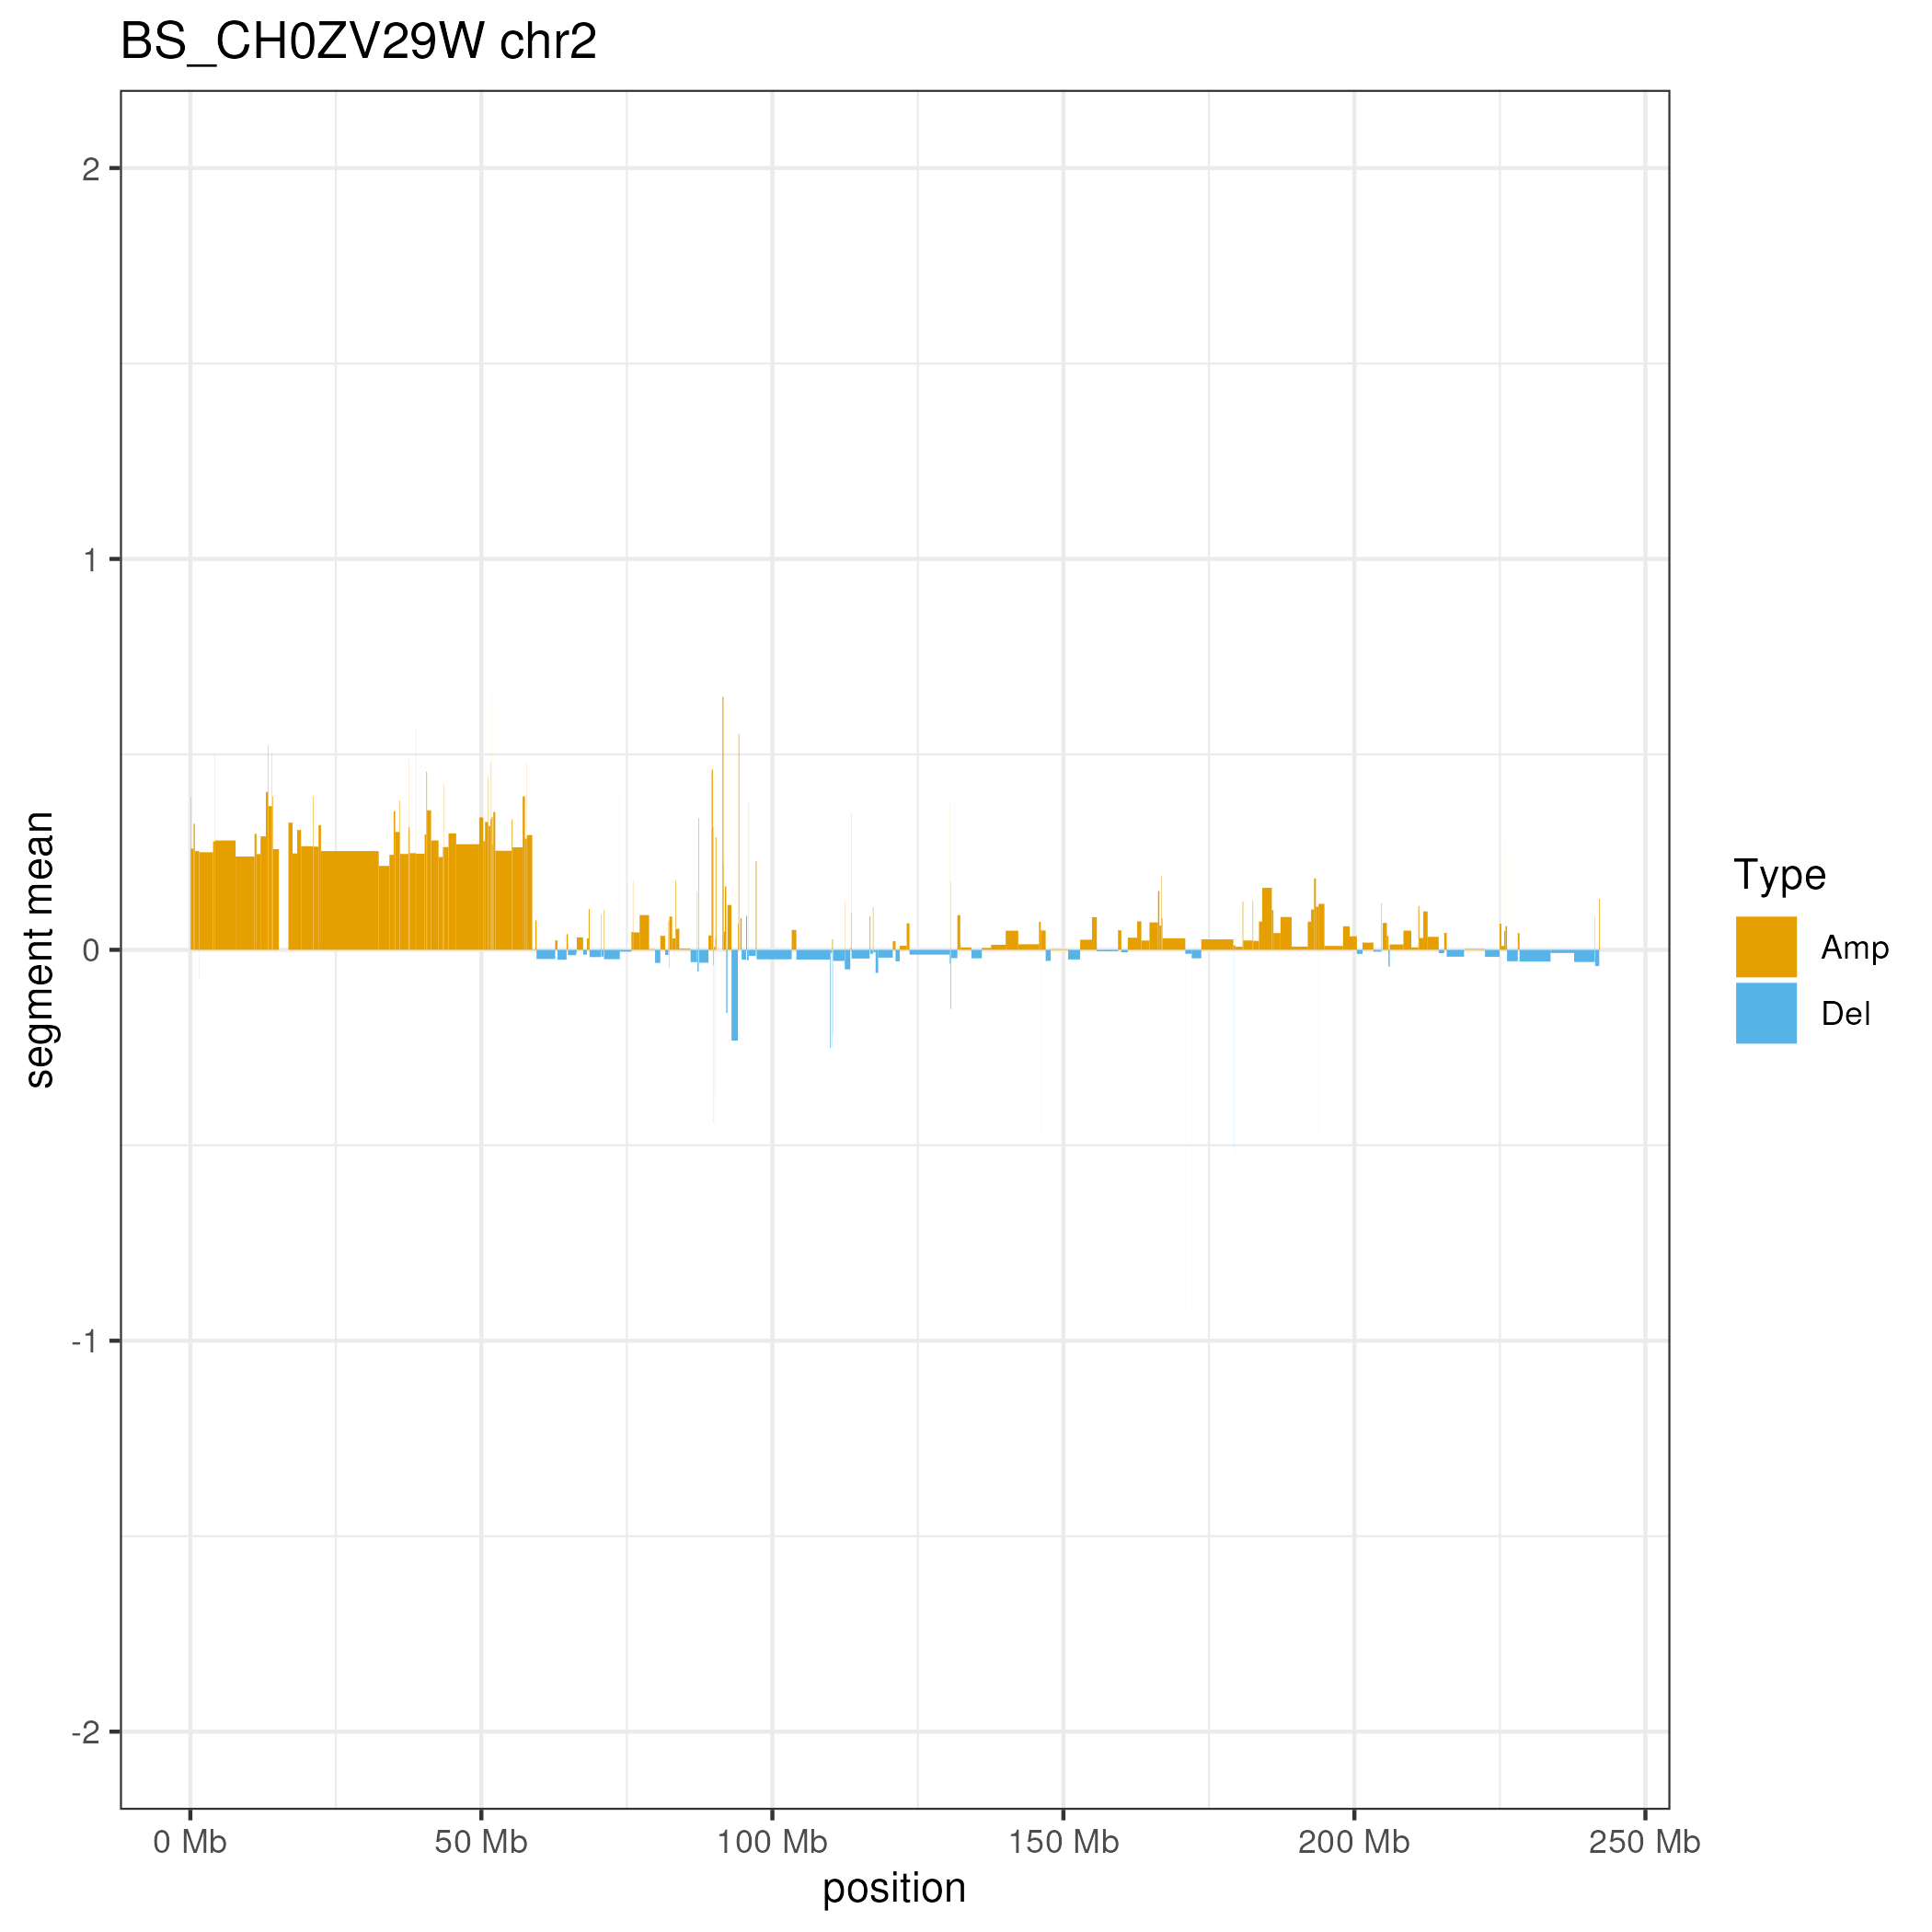 BS_CH0ZV29W chr2
2
1
0
-1
-2
segment mean
0 Mb
50 Mb
100 Mb
150 Mb
200 Mb
250 Mb
position
Type
Amp
Del